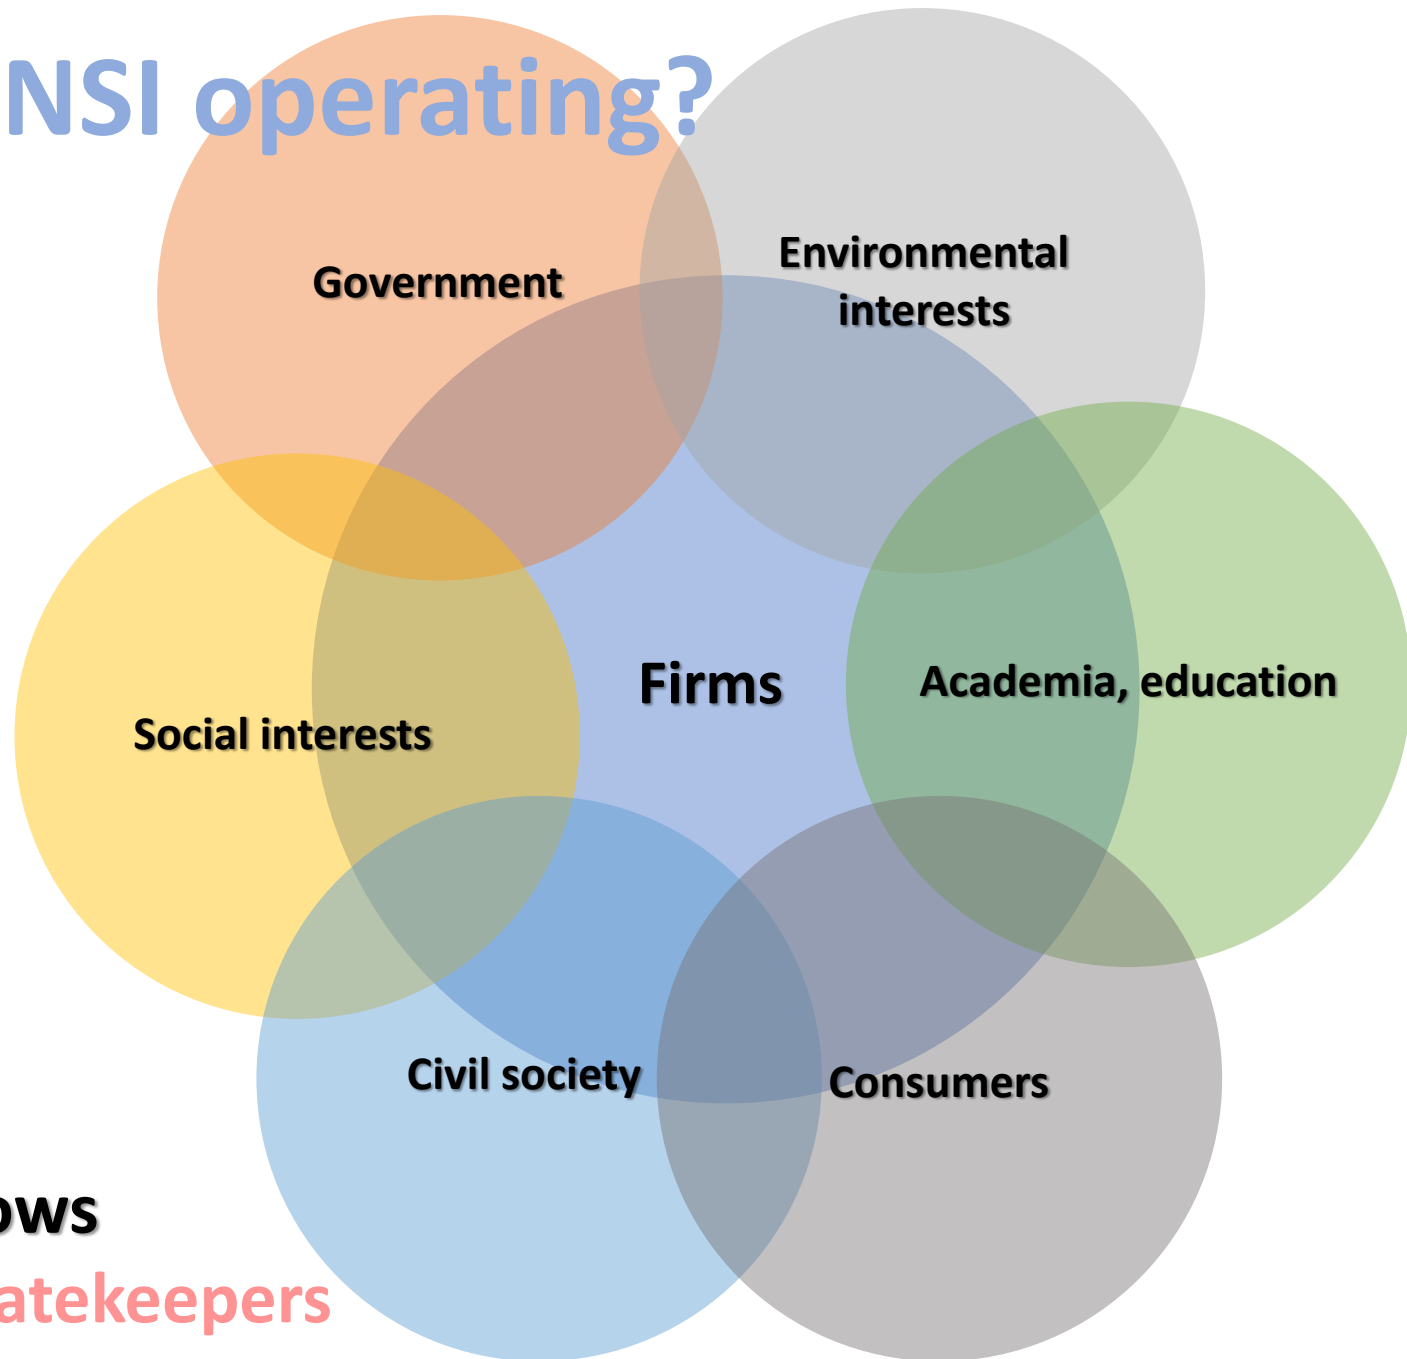 NSI operating?
Government
Environmental
interests
Firms
Academia, education
Social interests
Civil society
Consumers
ows
atekeepers